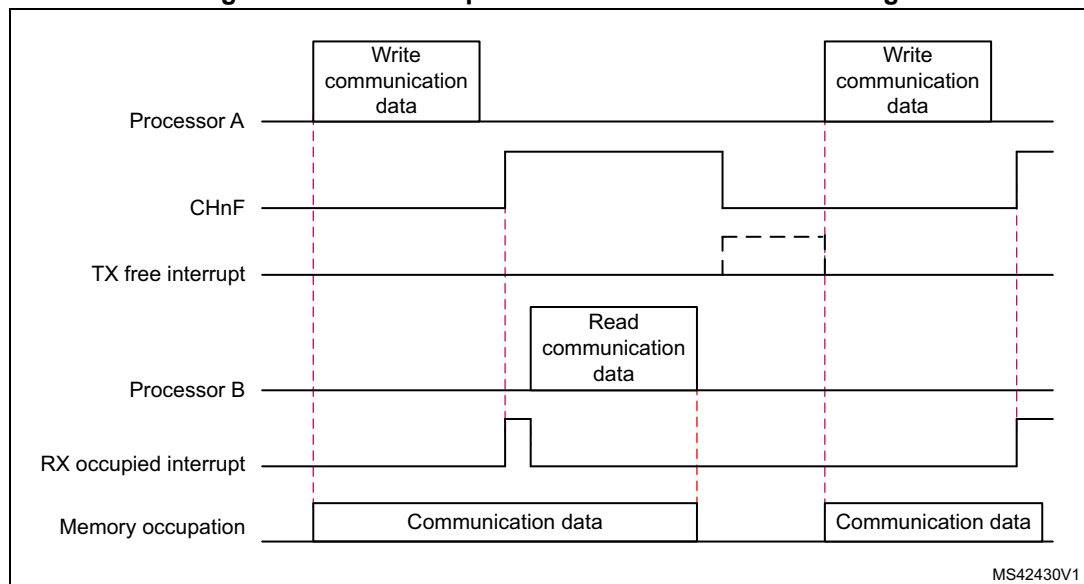 Write
communication
data
Write
communication
data
Processor A
CHnF
TX free interrupt
Read
communication
data
Processor B
RX occupied interrupt
Memory occupation
Communication data
Communication data
MS42430V1